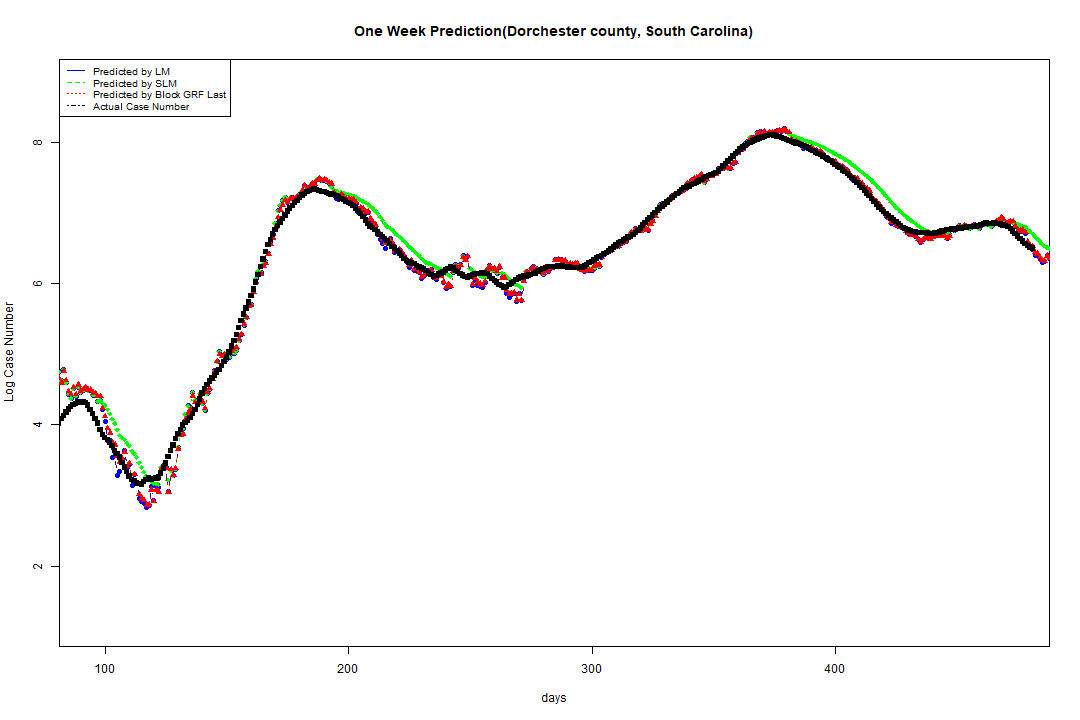 One Week Prediction(Dorchester county, South Carolina)
Predicted by LM
Predicted by SLM
Predicted by Block GRF Last
Actual Case Number
8
6
4
2
Log Case Number
100 200 300 400
days